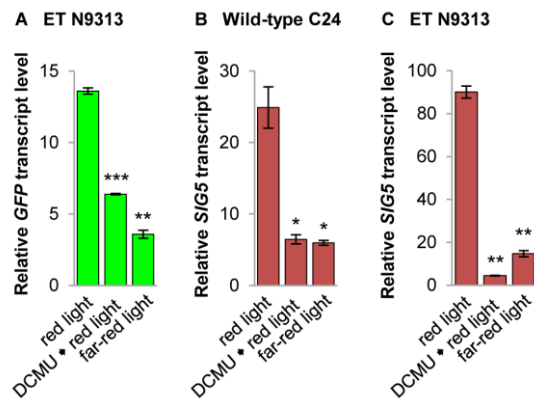 A ET N9313
Relative GFP transcript level
15
10
5
0
***
**
red light
DCMU * red light
far-red light
B Wild-type C24
Relative SIG5 transcript level
30
20
10
0
*
*
red light
DCMU * red light
far-red light
C ET N9313
Relative SIG5 transcript level
100
80
60
40
20
0
**
**
red light
DCMU * red light
far-red light